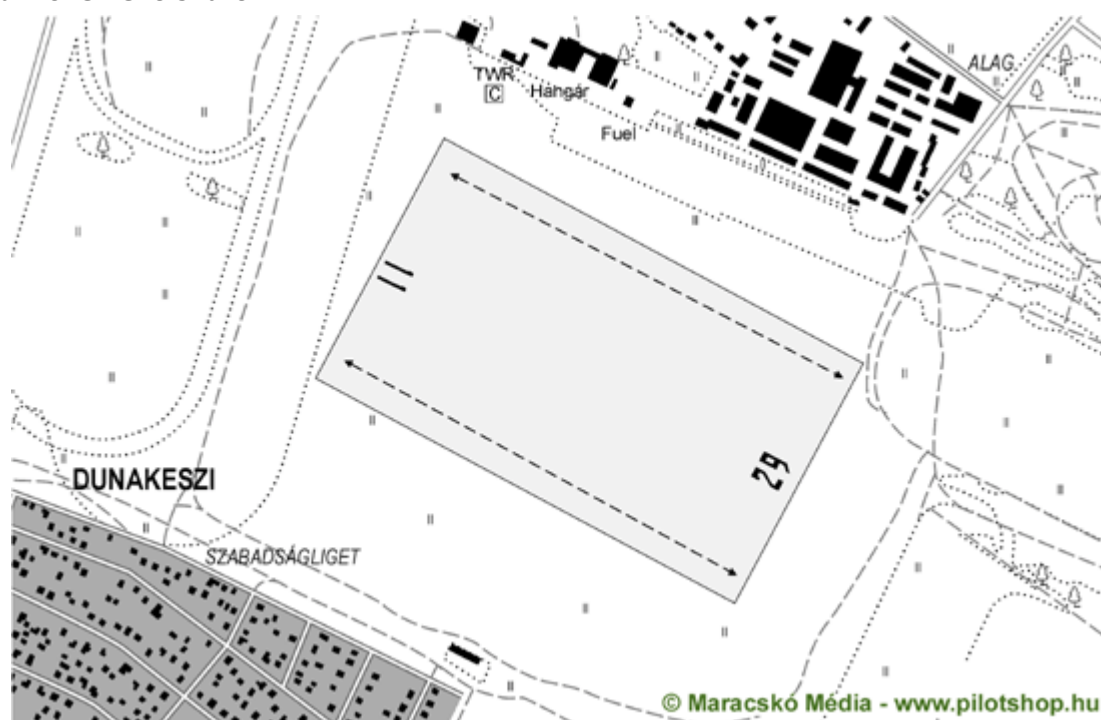 ALAG
TWR
C
Hangár
Fuel
11
29
DUNAKESZI
SZABADSÁGLIGET
© Maracskó Média - www.pilotshop.hu